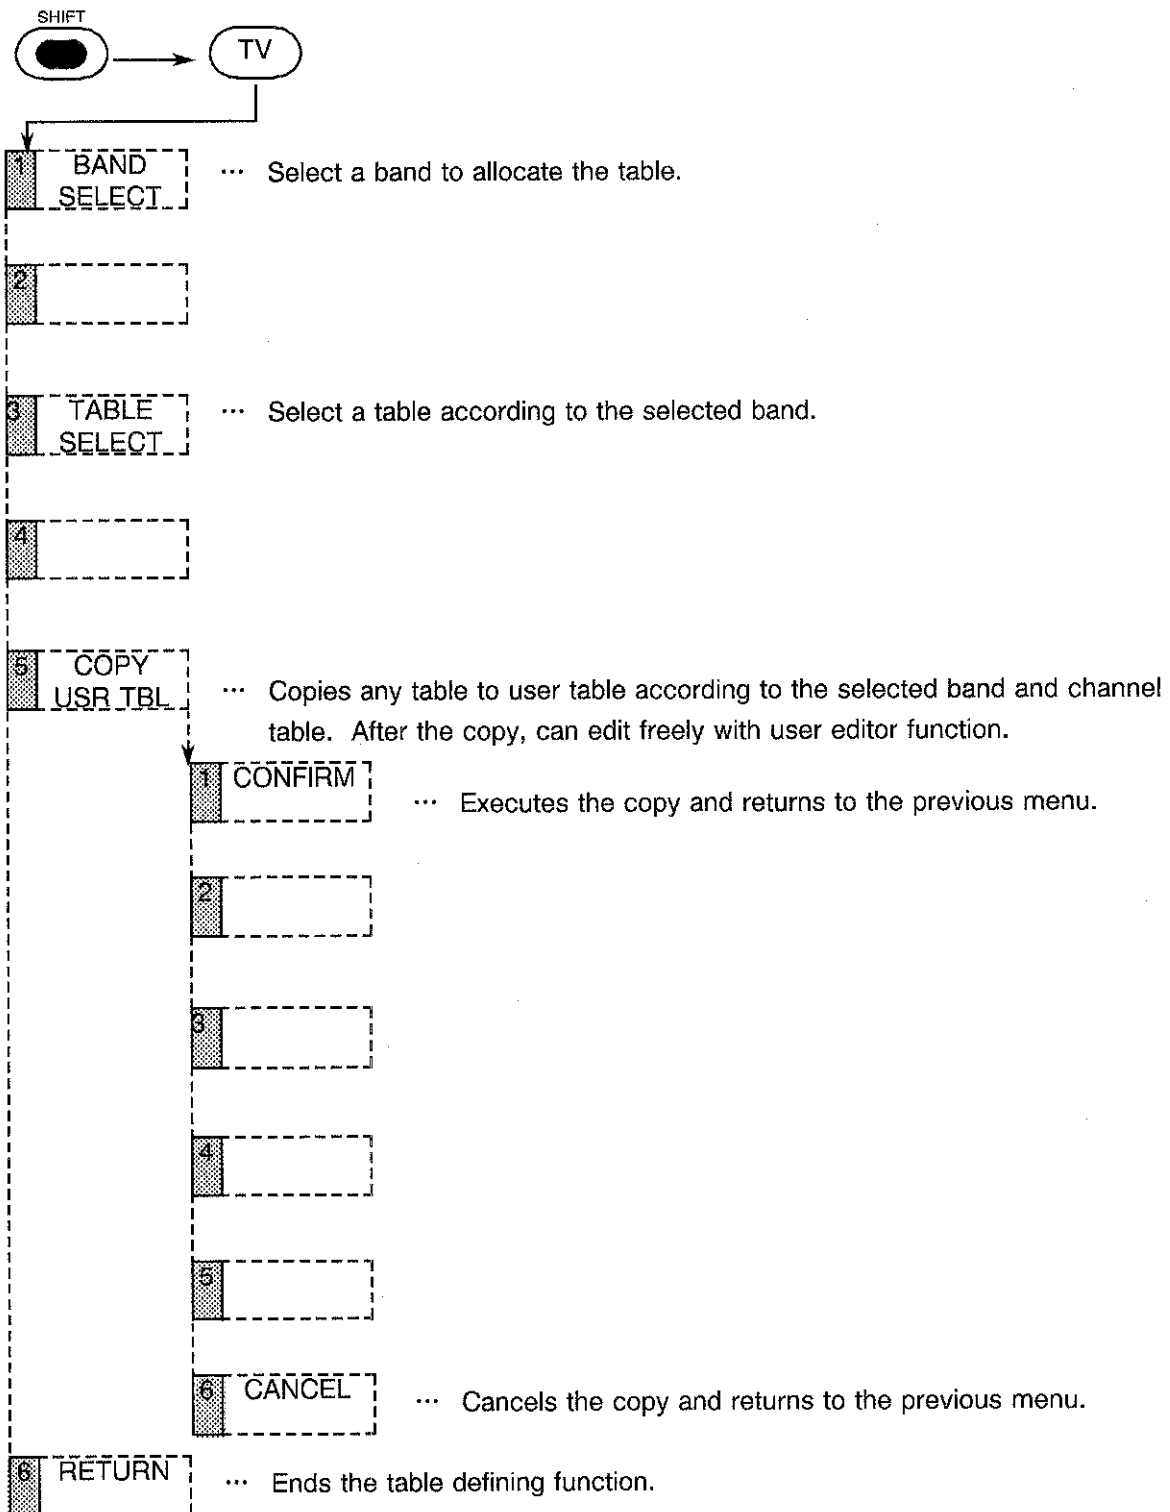 SHIFT
TV
1 BAND
SELECT
... Select a band to allocate the table.
2
3 TABLE
SELECT
... Select a table according to the selected band.
4
5 COPY
USR TBL
... Copies any table to user table according to the selected band and channel
table. After the copy, can edit freely with user editor function.
1 CONFIRM
... Executes the copy and returns to the previous menu.
2
3
4
5
6 CANCEL
... Cancels the copy and returns to the previous menu.
6 RETURN
... Ends the table defining function.